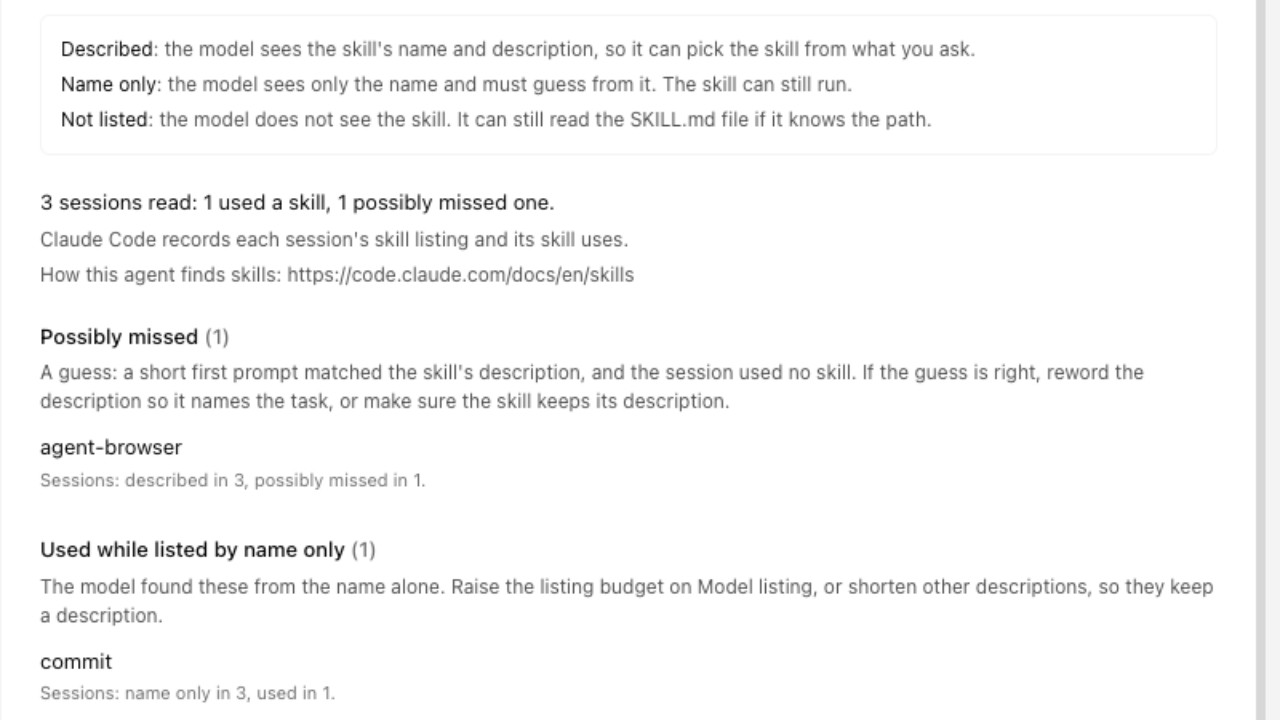 Described: the model sees the skill's name and description, so it can pick the skill from what you ask.
Name only: the model sees only the name and must guess from it. The skill can still run.
Not listed: the model does not see the skill. It can still read the SKILL.md file if it knows the path.
3 sessions read: 1 used a skill, 1 possibly missed one.
Claude Code records each session's skill listing and its skill uses.
How this agent finds skills: https://code.claude.com/docs/en/skills
Possibly missed (1)
A guess: a short first prompt matched the skill's description, and the session used no skill. If the guess is right, reword the
description so it names the task, or make sure the skill keeps its description.
agent-browser
Sessions: described in 3, possibly missed in 1.
Used while listed by name only (1)
The model found these from the name alone. Raise the listing budget on Model listing, or shorten other descriptions, so they keep
a description.
commit
Sessions: name only in 3, used in 1.